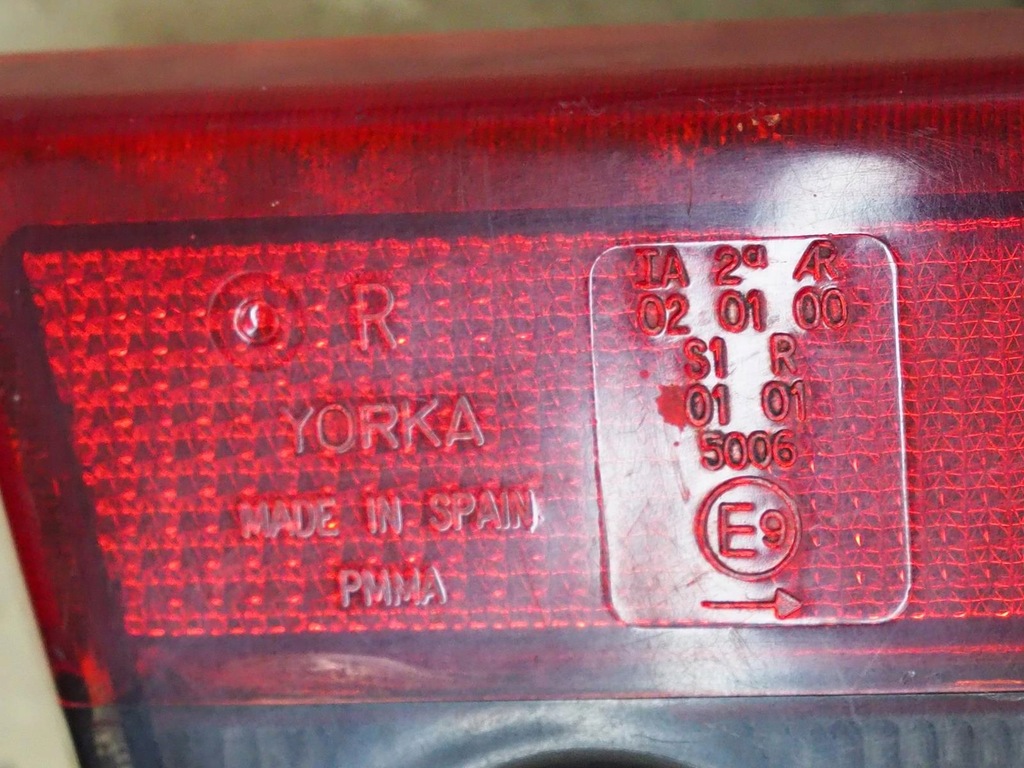 R
YORKA
MADE IN SPAIN
PMMA
IA 2a AR
02 01 00
S1 R
01 01
5006
E9
→